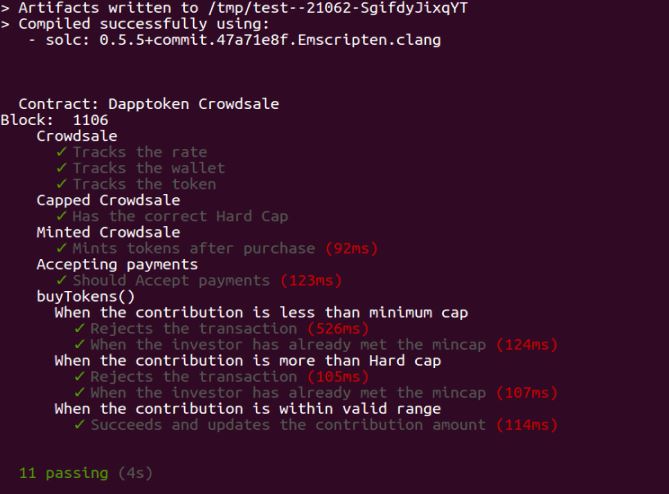 > Artifacts written to /tmp/test--21062-SgifdyJixqYT
> Compiled successfully using:
- solc: 0.5.5+commit.47a71e8f.Emscripten.clang
Contract: Dapptoken Crowdsale
Block: 1106
Crowdsale
✓ Tracks the rate
✓ Tracks the wallet
✓ Tracks the token
Capped Crowdsale
✓ Has the correct Hard Cap
Minted Crowdsale
✓ Mints tokens after purchase (92ms)
Accepting payments
✓ Should Accept payments (123ms)
buyTokens()
When the contribution is less than minimum cap
✓ Rejects the transaction (526ms)
✓ When the investor has already met the mincap (124ms)
When the contribution is more than Hard cap
✓ Rejects the transaction (105ms)
✓ When the investor has already met the mincap (107ms)
When the contribution is within valid range
✓ Succeeds and updates the contribution amount (114ms)
11 passing (4s)